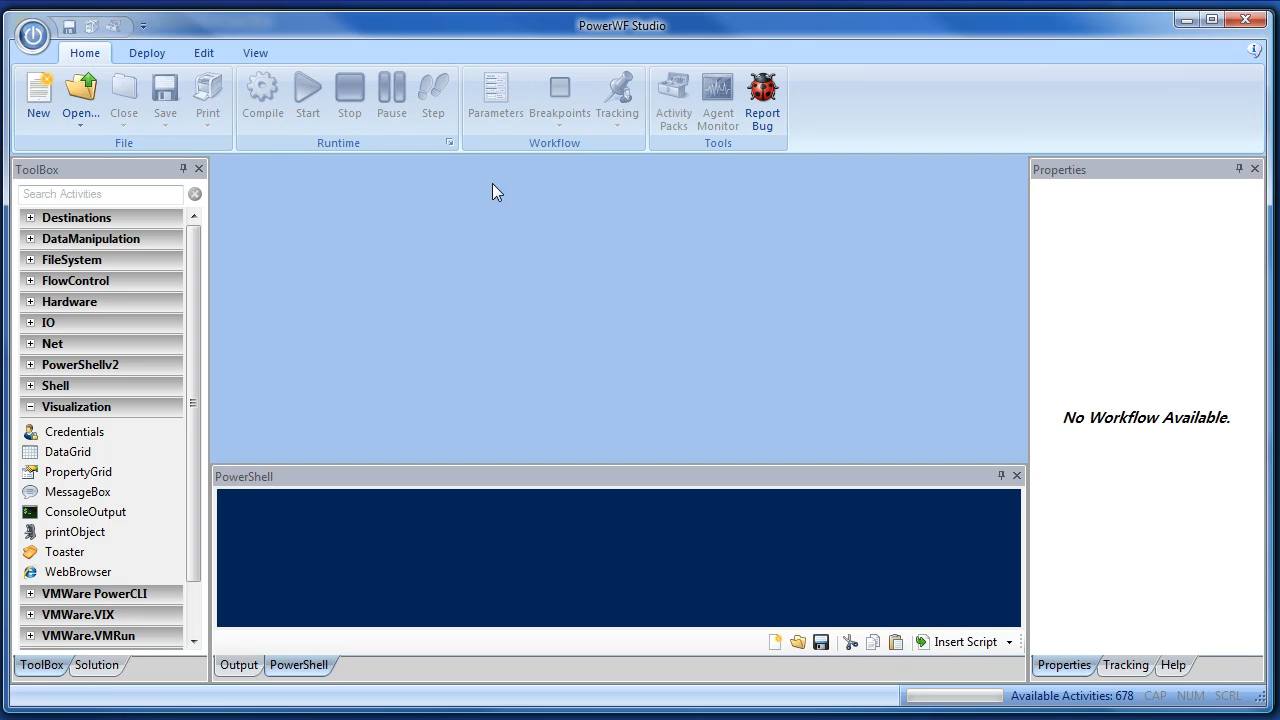 PowerWF Studio
Home
Deploy
Edit
View
New
Open...
Close
Save
Print
Compile
Start
Stop
Pause
Step
Parameters
Breakpoints
Tracking
Activity
Packs
Agent
Monitor
Report
Bug
File
Runtime
Workflow
Tools
ToolBox
Search Activities
Destinations
DataManipulation
FileSystem
FlowControl
Hardware
IO
Net
PowerShellv2
Shell
Visualization
Credentials
DataGrid
PropertyGrid
MessageBox
ConsoleOutput
printObject
Toaster
WebBrowser
VMWare PowerCLI
VMWare.VIX
VMWare.VMRun
ToolBox
Solution
PowerShell
Insert Script
Output
PowerShell
Properties
No Workflow Available.
Properties
Tracking
Help
Available Activities: 678
CAP
NUM
SCRL